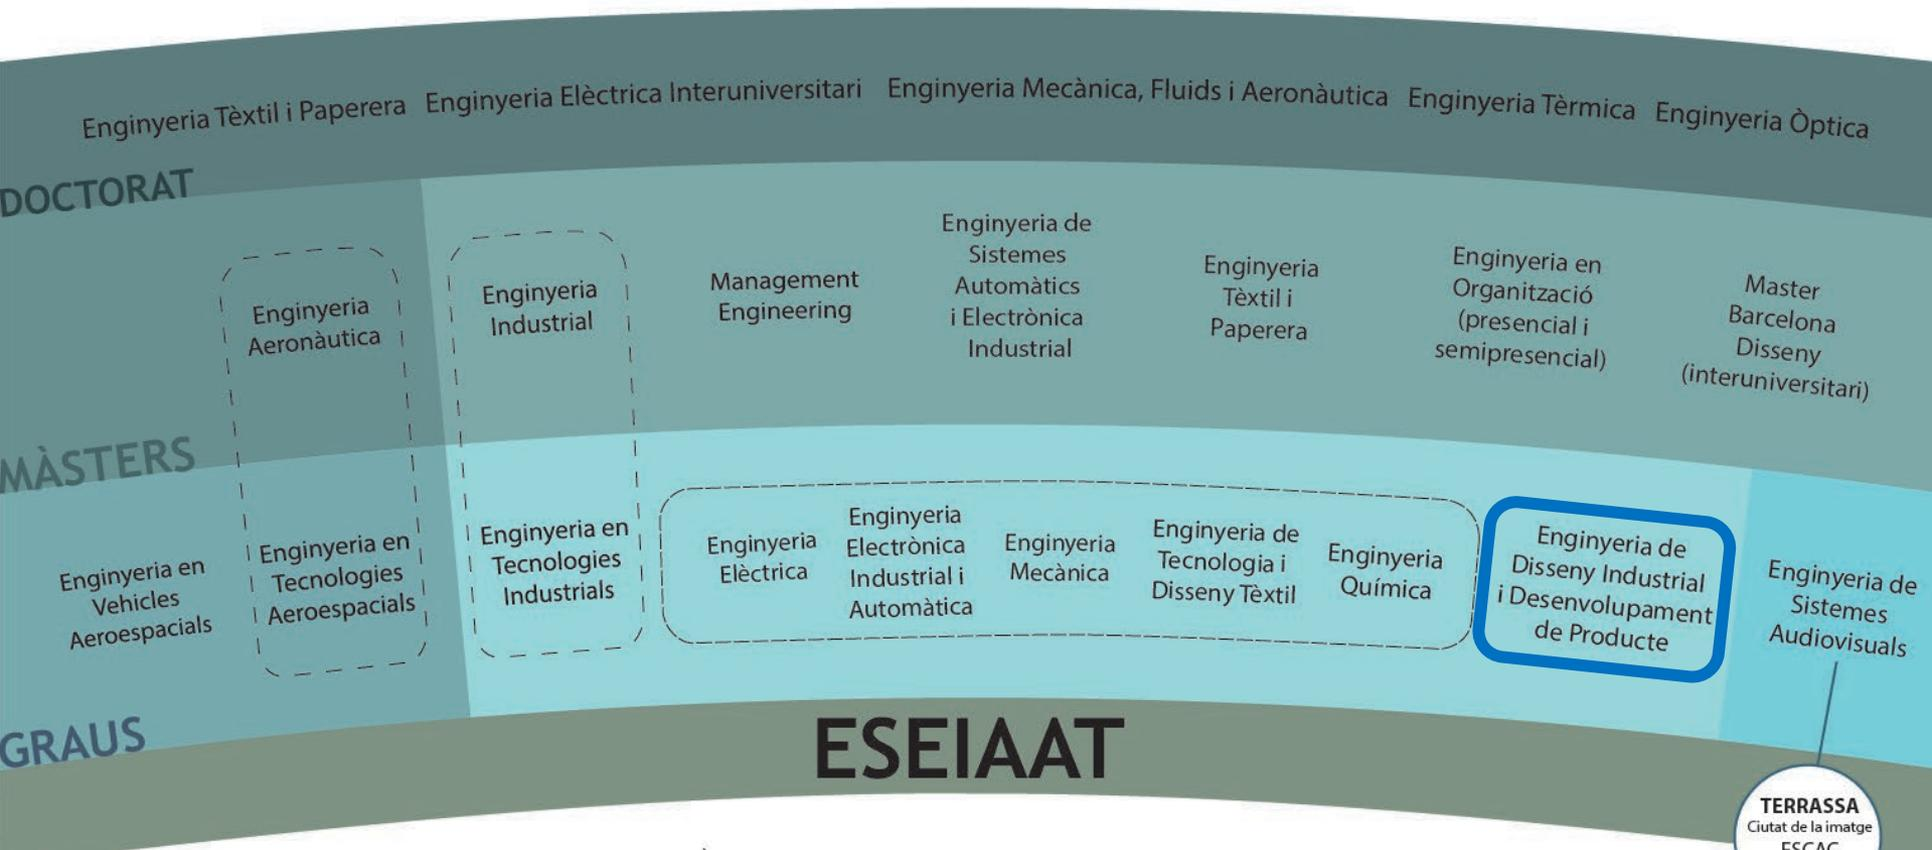 Enginyeria Tèxtil i Paperera Enginyeria Elèctrica Interuniversitari Enginyeria Mecànica, Fluids i Aeronàutica Enginyeria Tèrmica Enginyeria Òptica
DOCTORAT
Enginyeria
Aeronàutica
Enginyeria
Industrial
Management
Engineering
Enginyeria de
Sistemes
Automàtics
i Electrònica
Industrial
Enginyeria
Tèxtil i
Paperera
Enginyeria en
Organització
(presencial i
semipresencial)
Master
Barcelona
Disseny
(interuniversitari)
MÀSTERS
Enginyeria en
Vehicles
Aeroespacials
Enginyeria en
Tecnologies
Aeroespacials
Enginyeria en
Tecnologies
Industrials
Enginyeria
Elèctrica
Enginyeria
Electrònica
Industrial i
Automàtica
Enginyeria
Mecànica
Enginyeria de
Tecnologia i
Disseny Tèxtil
Enginyeria
Química
Enginyeria de
Disseny Industrial
i Desenvolupament
de Producte
Enginyeria de
Sistemes
Audiovisuals
GRAUS
ESEIAAT
TERRASSA
Ciutat de la imatge
ESCAC